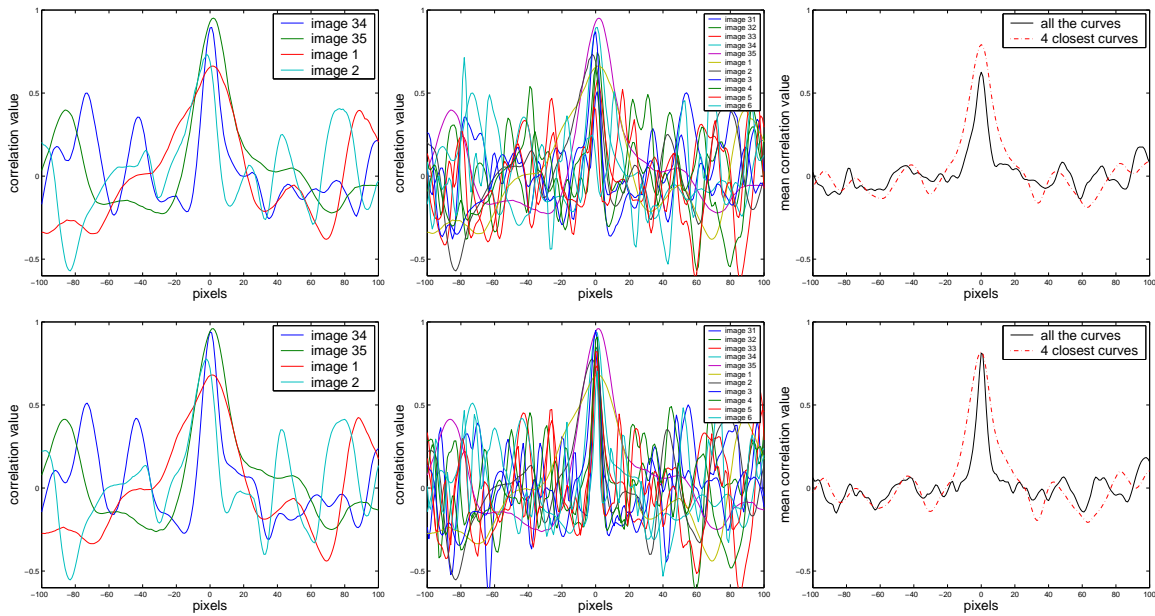 1
0.5
0
−0.5
−100 −80 −60 −40 −20 0 20 40 60 80 100
pixels
correlation value
image 34
image 35
image 1
image 2
1
0.5
0
−0.5
−100 −80 −60 −40 −20 0 20 40 60 80 100
pixels
correlation value
image 31
image 32
image 33
image 34
image 35
image 1
image 2
image 3
image 4
image 5
image 6
1
0.5
0
−0.5
−100 −80 −60 −40 −20 0 20 40 60 80 100
pixels
mean correlation value
all the curves
4 closest curves
1
0.5
0
−0.5
−100 −80 −60 −40 −20 0 20 40 60 80 100
pixels
correlation value
image 34
image 35
image 1
image 2
1
0.5
0
−0.5
−100 −80 −60 −40 −20 0 20 40 60 80 100
pixels
correlation value
image 31
image 32
image 33
image 34
image 35
image 1
image 2
image 3
image 4
image 5
image 6
1
0.5
0
−0.5
−100 −80 −60 −40 −20 0 20 40 60 80 100
pixels
mean correlation value
all the curves
4 closest curves